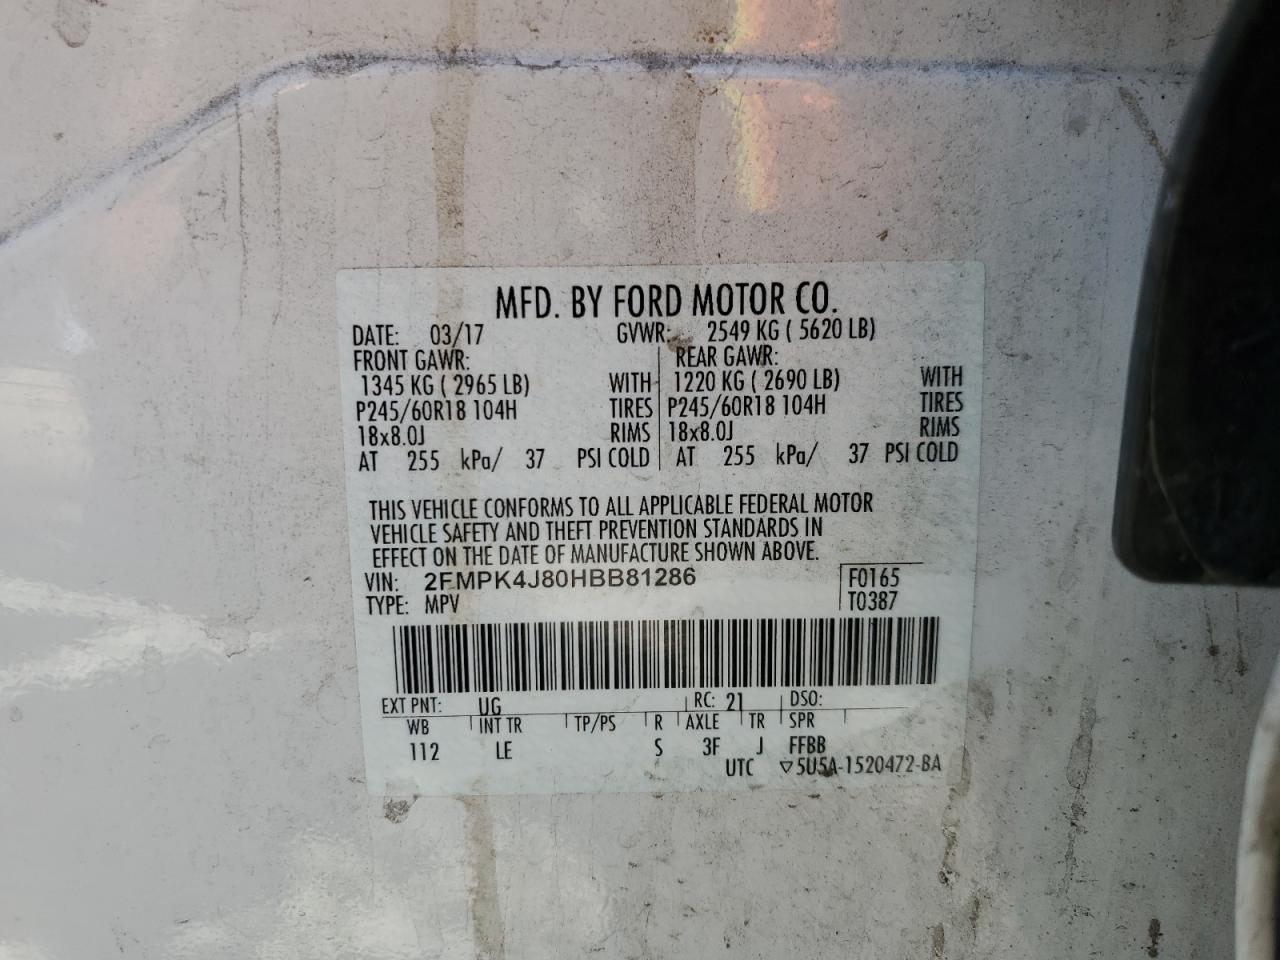 MFD. BY FORD MOTOR CO.
DATE: 03/17 GVWR: 2549 KG ( 5620 LB)
FRONT GAWR: REAR GAWR:
1345 KG ( 2965 LB) WITH 1220 KG ( 2690 LB) WITH
P245/60R18 104H TIRES P245/60R18 104H TIRES
18x8.0J RIMS 18x8.0J RIMS
AT 255 kPa/ 37 PSI COLD AT 255 kPa/ 37 PSI COLD
THIS VEHICLE CONFORMS TO ALL APPLICABLE FEDERAL MOTOR
VEHICLE SAFETY AND THEFT PREVENTION STANDARDS IN
EFFECT ON THE DATE OF MANUFACTURE SHOWN ABOVE.
VIN: 2FMPK4J80HBB81286 F0165
TYPE: MPV T0387
EXT PNT: UG RC: 21 DSO:
WB INT TR TP/PS R AXLE TR SPR
112 LE S 3F J FFBB
UTC ▽5U5A-1520472-BA